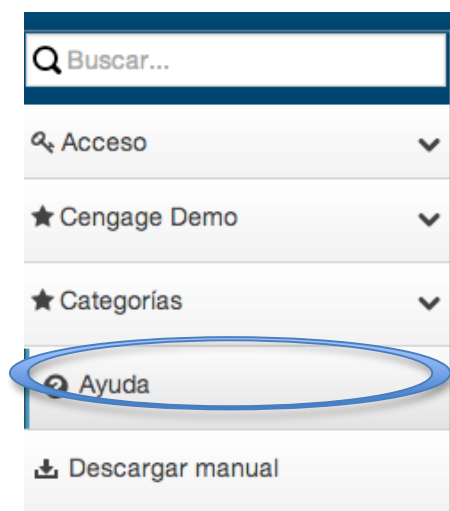 Buscar...
Acceso
Cengage Demo
Categorías
Ayuda
Descargar manual